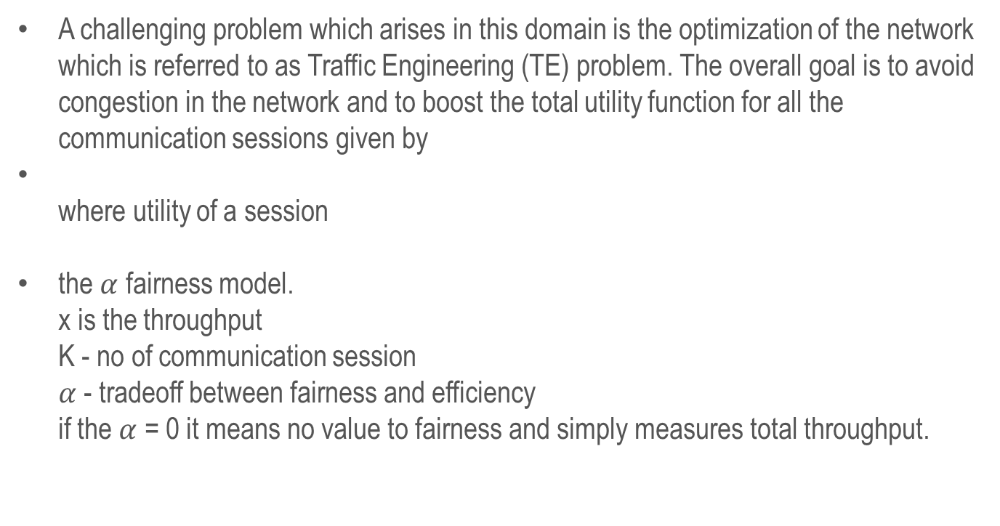 • A challenging problem which arises in this domain is the optimization of the network
which is referred to as Traffic Engineering (TE) problem. The overall goal is to avoid
congestion in the network and to boost the total utility function for all the
communication sessions given by
•
where utility of a session
• the 𝛼 fairness model.
x is the throughput
K - no of communication session
𝛼 - tradeoff between fairness and efficiency
if the 𝛼 = 0 it means no value to fairness and simply measures total throughput.